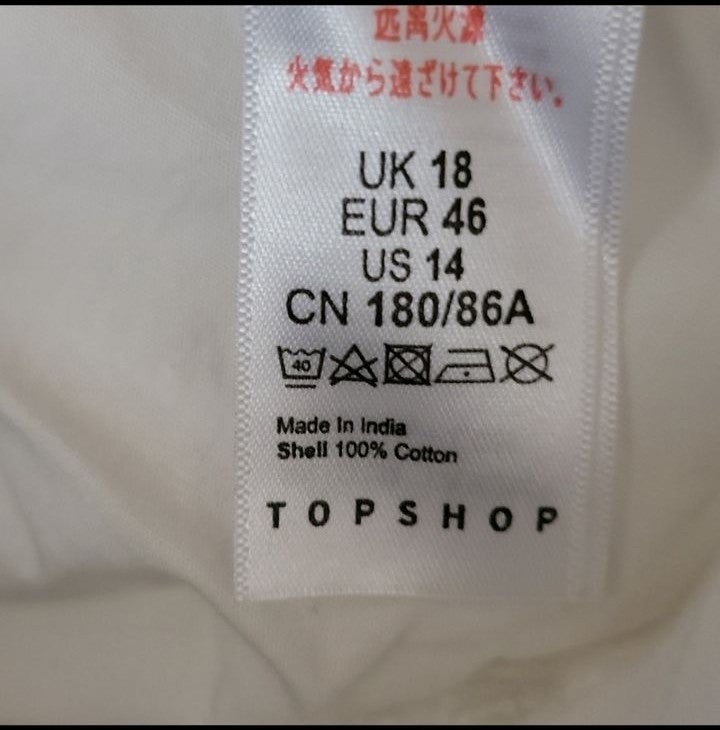 远离火源
火気から遠ざけて下さい。
UK 18
EUR 46
US 14
CN 180/86A
40
Made In India
Shell 100% Cotton
TOPSHOP